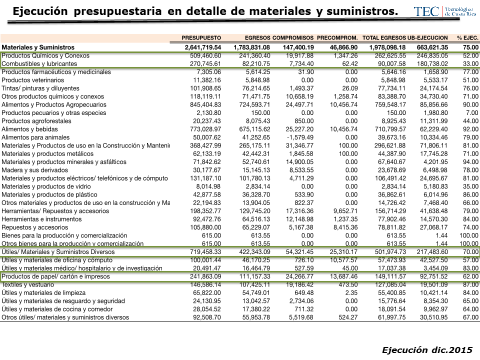 Ejecución presupuestaria en detalle de materiales y suministros.
TEC Tecnológico de Costa Rica
PRESUPUESTO EGRESOS COMPROMISOS PRECOMPROM. TOTAL EGRESOS UB-EJECUCION % EJEC.
Materiales y Suministros 2,641,719.54 1,783,831.08 147,400.19 46,866.90 1,978,098.18 663,621.35 75.00
Productos Químicos y Conexos 509,460.60 241,360.40 19,917.88 1,347.26 262,625.55 246,835.05 52.00
Combustibles y lubricantes 270,745.61 82,210.75 7,734.40 62.42 90,007.58 180,738.02 33.00
Productos farmacéuticos y medicinales 7,305.06 5,614.25 31.90 0.00 5,646.16 1,658.90 77.00
Productos veterinarios 11,382.16 5,848.98 0.00 0.00 5,848.98 5,533.17 51.00
Tintas/ pinturas y diluyentes 101,908.65 76,214.65 1,493.37 26.09 77,734.11 24,174.54 76.00
Otros productos químicos y conexos 118,119.11 71,471.75 10,658.19 1,258.74 83,388.70 34,730.40 71.00
Alimentos y Productos Agropecuarios 845,404.83 724,593.71 24,497.71 10,456.74 759,548.17 85,856.66 90.00
Productos pecuarios y otras especies 2,130.80 150.00 0.00 0.00 150.00 1,980.80 7.00
Productos agroforestales 20,237.43 8,075.43 850.00 0.00 8,925.43 11,311.99 44.00
Alimentos y bebidas 773,028.97 675,115.62 25,227.20 10,456.74 710,799.57 62,229.40 92.00
Alimentos para animales 50,007.62 41,252.65 -1,579.49 0.00 39,673.16 10,334.46 79.00
Materiales y Productos de uso en la Construcción y Mantenie 368,427.69 265,175.11 31,346.77 100.00 296,621.88 71,806.11 81.00
Materiales y productos metálicos 62,133.19 42,442.31 1,845.58 100.00 44,387.90 17,745.28 71.00
Materiales y productos minerales y asfálticos 71,842.62 52,740.61 14,900.05 0.00 67,640.67 4,201.95 94.00
Madera y sus derivados 30,177.67 15,145.13 8,533.55 0.00 23,678.69 6,498.98 78.00
Materiales y productos eléctricos/ telefónicos y de cómputo 131,187.10 101,780.13 4,711.29 0.00 106,491.42 24,695.67 81.00
Materiales y productos de vidrio 8,014.98 2,834.14 0.00 0.00 2,834.14 5,180.83 35.00
Materiales y productos de plástico 42,877.58 36,328.70 533.90 0.00 36,862.61 6,014.96 86.00
Otros materiales y productos de uso en la construcción y Ma 22,194.83 13,904.05 822.37 0.00 14,726.42 7,468.40 66.00
Herramientas/ Repuestos y accesorios 198,352.77 129,745.20 17,316.36 9,652.71 156,714.29 41,638.48 79.00
Herramientas e instrumentos 92,472.76 64,516.13 12,148.98 1,237.35 77,902.46 14,570.30 84.00
Repuestos y accesorios 105,880.00 65,229.07 5,167.38 8,415.36 78,811.82 27,068.17 74.00
Bienes para la producción y comercialización 615.00 613.55 0.00 0.00 613.55 1.44 100.00
Otros bienes para la producción y comercialización 615.00 613.55 0.00 0.00 613.55 1.44 100.00
Útiles/ Materiales y Suministros Diversos 719,458.33 422,343.09 54,321.45 25,310.17 501,974.73 217,483.60 70.00
Útiles y materiales de oficina y cómputo 100,001.44 46,170.25 726.10 10,577.57 57,473.93 42,527.50 57.00
Útiles y materiales médico/ hospitalario y de investigación 20,491.47 16,464.79 527.59 45.00 17,037.38 3,454.09 83.00
Productos de papel/ cartón e impresos 241,863.09 111,157.33 24,266.77 13,687.46 149,111.57 92,751.52 62.00
Textiles y vestuario 146,586.14 107,425.11 19,186.42 473.50 127,085.04 19,501.09 87.00
Útiles y materiales de limpieza 65,822.00 54,749.01 649.48 2.35 55,400.85 10,421.14 84.00
Útiles y materiales de resguardo y seguridad 24,130.95 13,042.57 2,734.06 0.00 15,776.64 8,354.30 65.00
Útiles y materiales de cocina y comedor 28,054.52 17,380.22 711.32 0.00 18,091.54 9,962.97 64.00
Otros útiles/ materiales y suministros diversos 92,508.70 55,953.78 5,519.68 524.27 61,997.75 30,510.95 67.00
Ejecución dic.2015